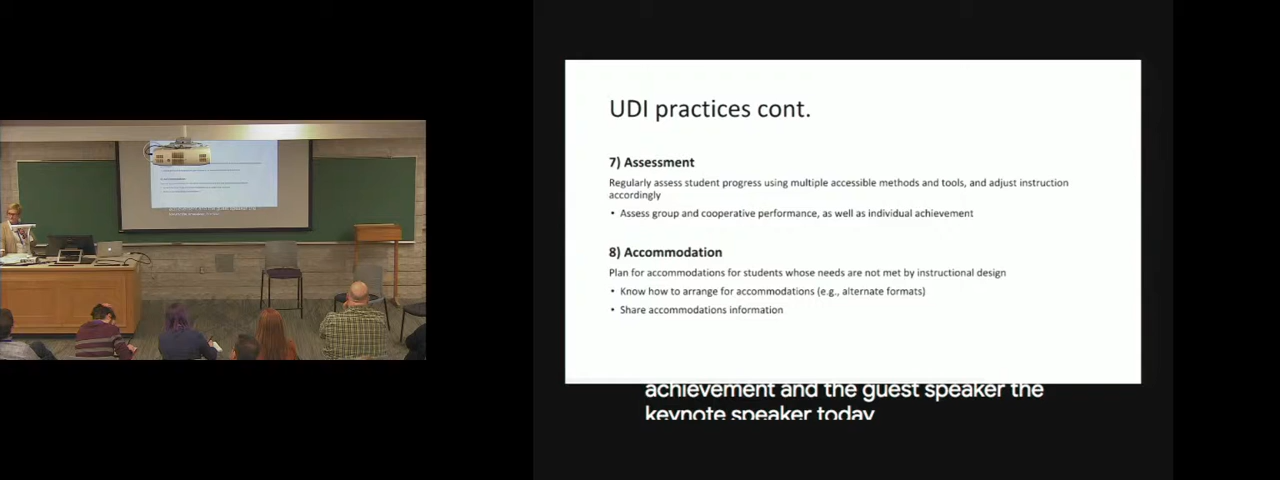 UDI practices cont.
7) Assessment
Regularly assess student progress using multiple accessible methods and tools, and adjust instruction
accordingly
• Assess group and cooperative performance, as well as individual achievement
8) Accommodation
Plan for accommodations for students whose needs are not met by instructional design
• Know how to arrange for accommodations (e.g., alternate formats)
• Share accommodations information
achievement and the guest speaker the
keynote speaker today